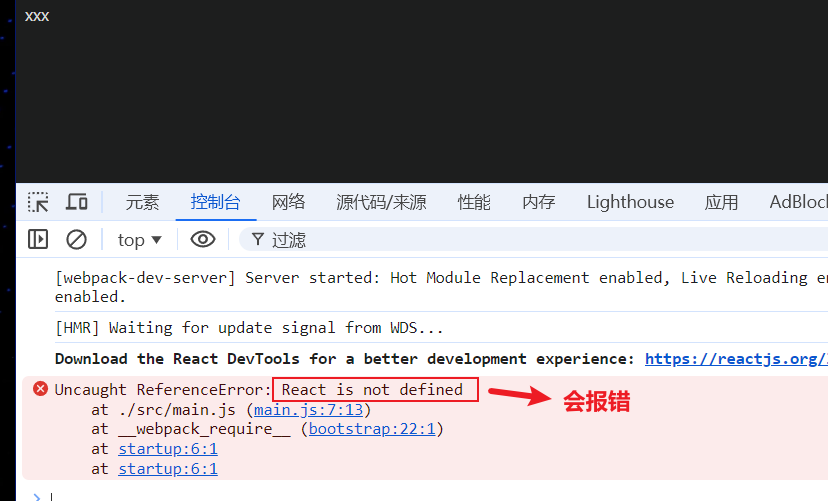 xxx
元素 控制台 网络 源代码/来源 性能 内存 Lighthouse 应用 AdBloc
top ▼ 过滤
[webpack-dev-server] Server started: Hot Module Replacement enabled, Live Reloading en
enabled.
[HMR] Waiting for update signal from WDS...
Download the React DevTools for a better development experience: https://reactjs.org/
Uncaught ReferenceError: React is not defined 会报错
at ./src/main.js (main.js:7:13)
at __webpack_require__ (bootstrap:22:1)
at startup:6:1
at startup:6:1